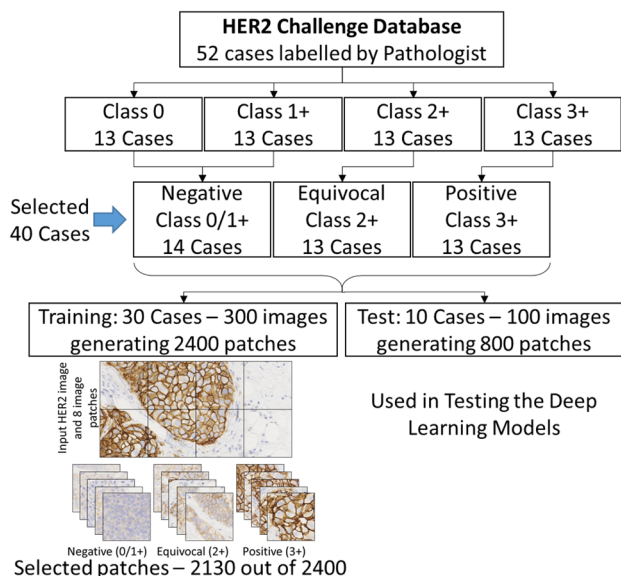 HER2 Challenge Database
52 cases labelled by Pathologist
Class 0
13 Cases
Class 1+
13 Cases
Class 2+
13 Cases
Class 3+
13 Cases
Selected
40 Cases
Negative
Class 0/1+
14 Cases
Equivocal
Class 2+
13 Cases
Positive
Class 3+
13 Cases
Training: 30 Cases – 300 images
generating 2400 patches
Test: 10 Cases – 100 images
generating 800 patches
Input HER2 image
and 8 image
patches
Used in Testing the Deep
Learning Models
Negative (0/1+)
Equivocal (2+)
Positive (3+)
Selected patches – 2130 out of 2400